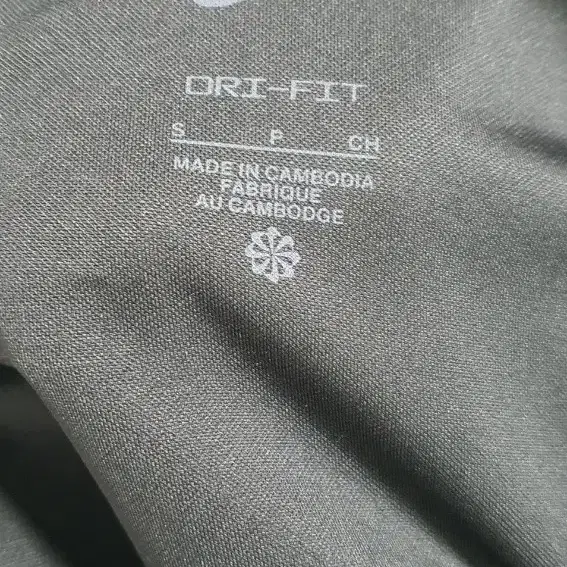 DRI-FIT
S P CH
MADE IN CAMBODIA
FABRIQUE
AU CAMBODGE